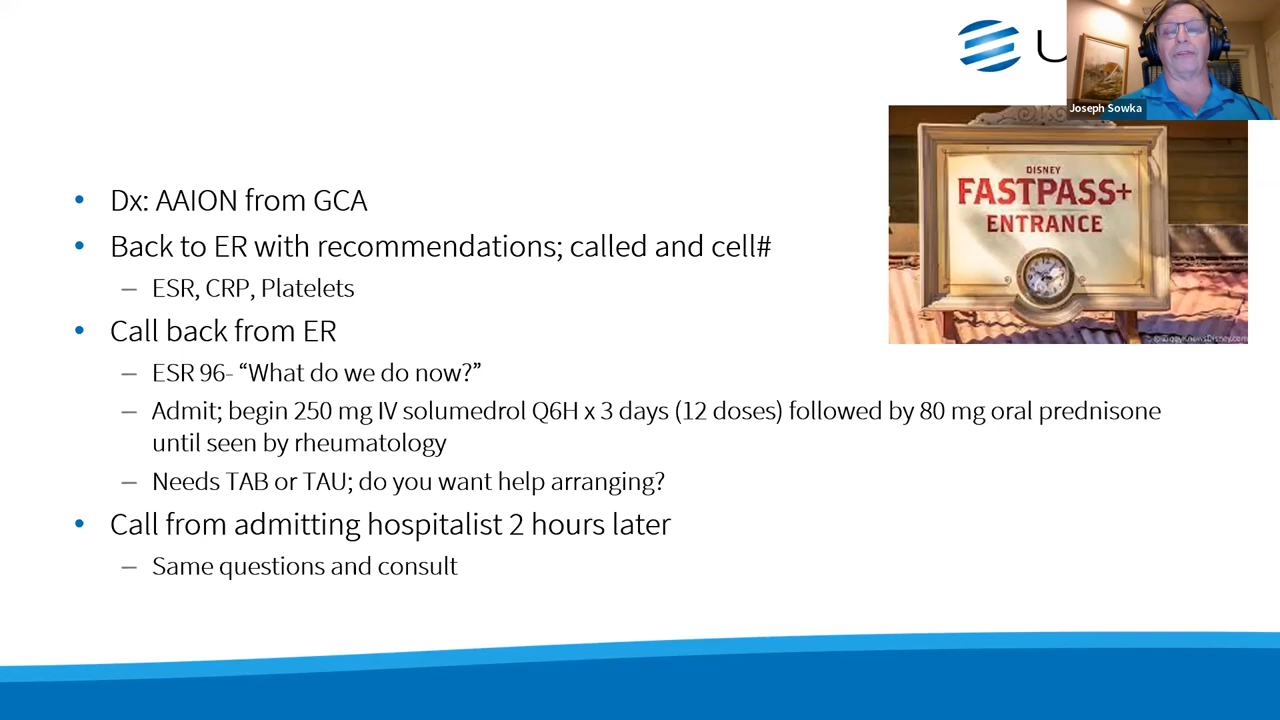 U
Joseph Sowka
DISNEY
FASTPASS+
ENTRANCE
• Dx: AAION from GCA
• Back to ER with recommendations; called and cell#
– ESR, CRP, Platelets
• Call back from ER
– ESR 96- “What do we do now?”
– Admit; begin 250 mg IV solumedrol Q6H x 3 days (12 doses) followed by 80 mg oral prednisone
until seen by rheumatology
– Needs TAB or TAU; do you want help arranging?
• Call from admitting hospitalist 2 hours later
– Same questions and consult